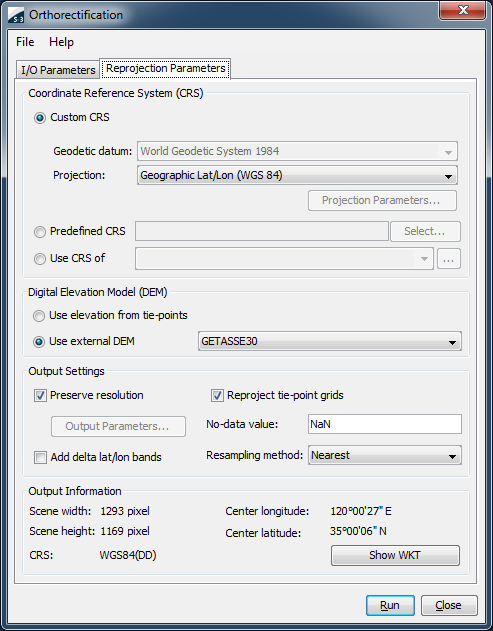 S-3 Orthorectification
File Help
I/O Parameters Reprojection Parameters
Coordinate Reference System (CRS)
Custom CRS
Geodetic datum: World Geodetic System 1984
Projection: Geographic Lat/Lon (WGS 84)
Projection Parameters...
Predefined CRS Select...
Use CRS of ...
Digital Elevation Model (DEM)
Use elevation from tie-points
Use external DEM GETASSE30
Output Settings
Preserve resolution Reproject tie-point grids
Output Parameters... No-data value: NaN
Add delta lat/lon bands Resampling method: Nearest
Output Information
Scene width: 1293 pixel Center longitude: 120°00'27" E
Scene height: 1169 pixel Center latitude: 35°00'06" N
CRS: WGS84(DD) Show WKT
Run Close